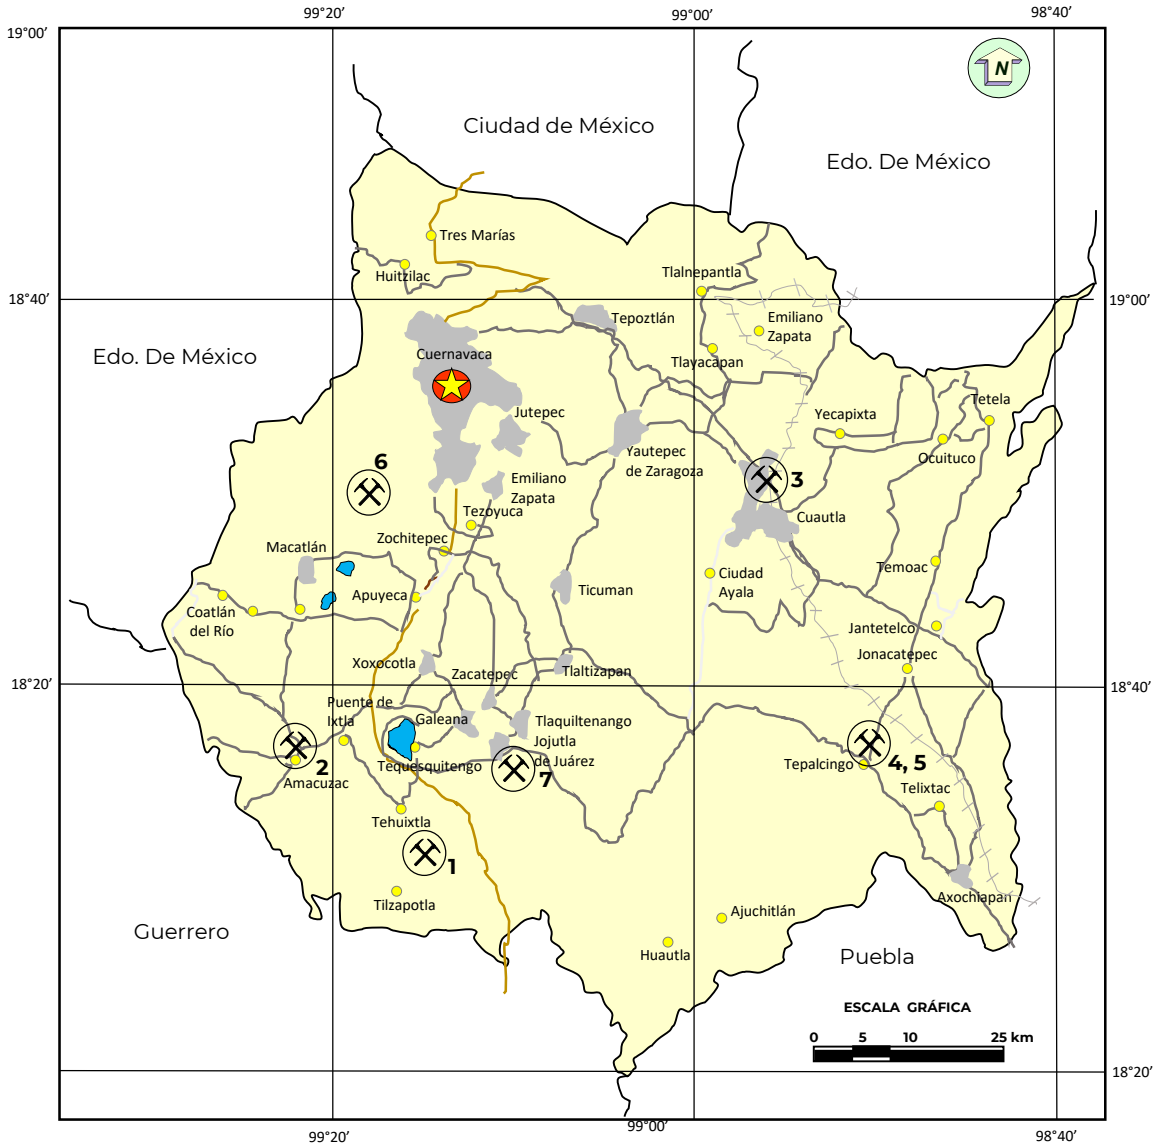 99°20’
99°00’
98°40’
19°00’
N
Ciudad de México
Edo. De México
Tres Marías
Huitzilac
Tlalnepantla
18°40’
19°00’
Tepoztlán
Emiliano
Zapata
Edo. De México
Cuernavaca
Tlayacapan
Jutepec
Yecapixta
Tetela
Yautepec
de Zaragoza
Ocuituco
6
3
Emiliano
Zapata
Tezoyuca
Cuautla
Zochitepec
Macatlán
Temoac
Ciudad
Ayala
Ticuman
Apuyeca
Coatlán
del Río
Jantetelco
Jonacatepec
Xoxocotla
Zacatepec
Tlaltizapan
18°20’
18°40’
Puente de
Ixtla
Galeana
Tlaquiltenango
Jojutla
de Juárez
2
Tequesquitengo
7
Tepalcingo
4, 5
Amacuzac
Telixtac
Tehuixtla
1
Tilzapotla
Axochiapan
Ajuchitlán
Guerrero
Huautla
Puebla
ESCALA GRÁFICA
0 5 10 25 km
18°20’
99°20’
99°00’
98°40’